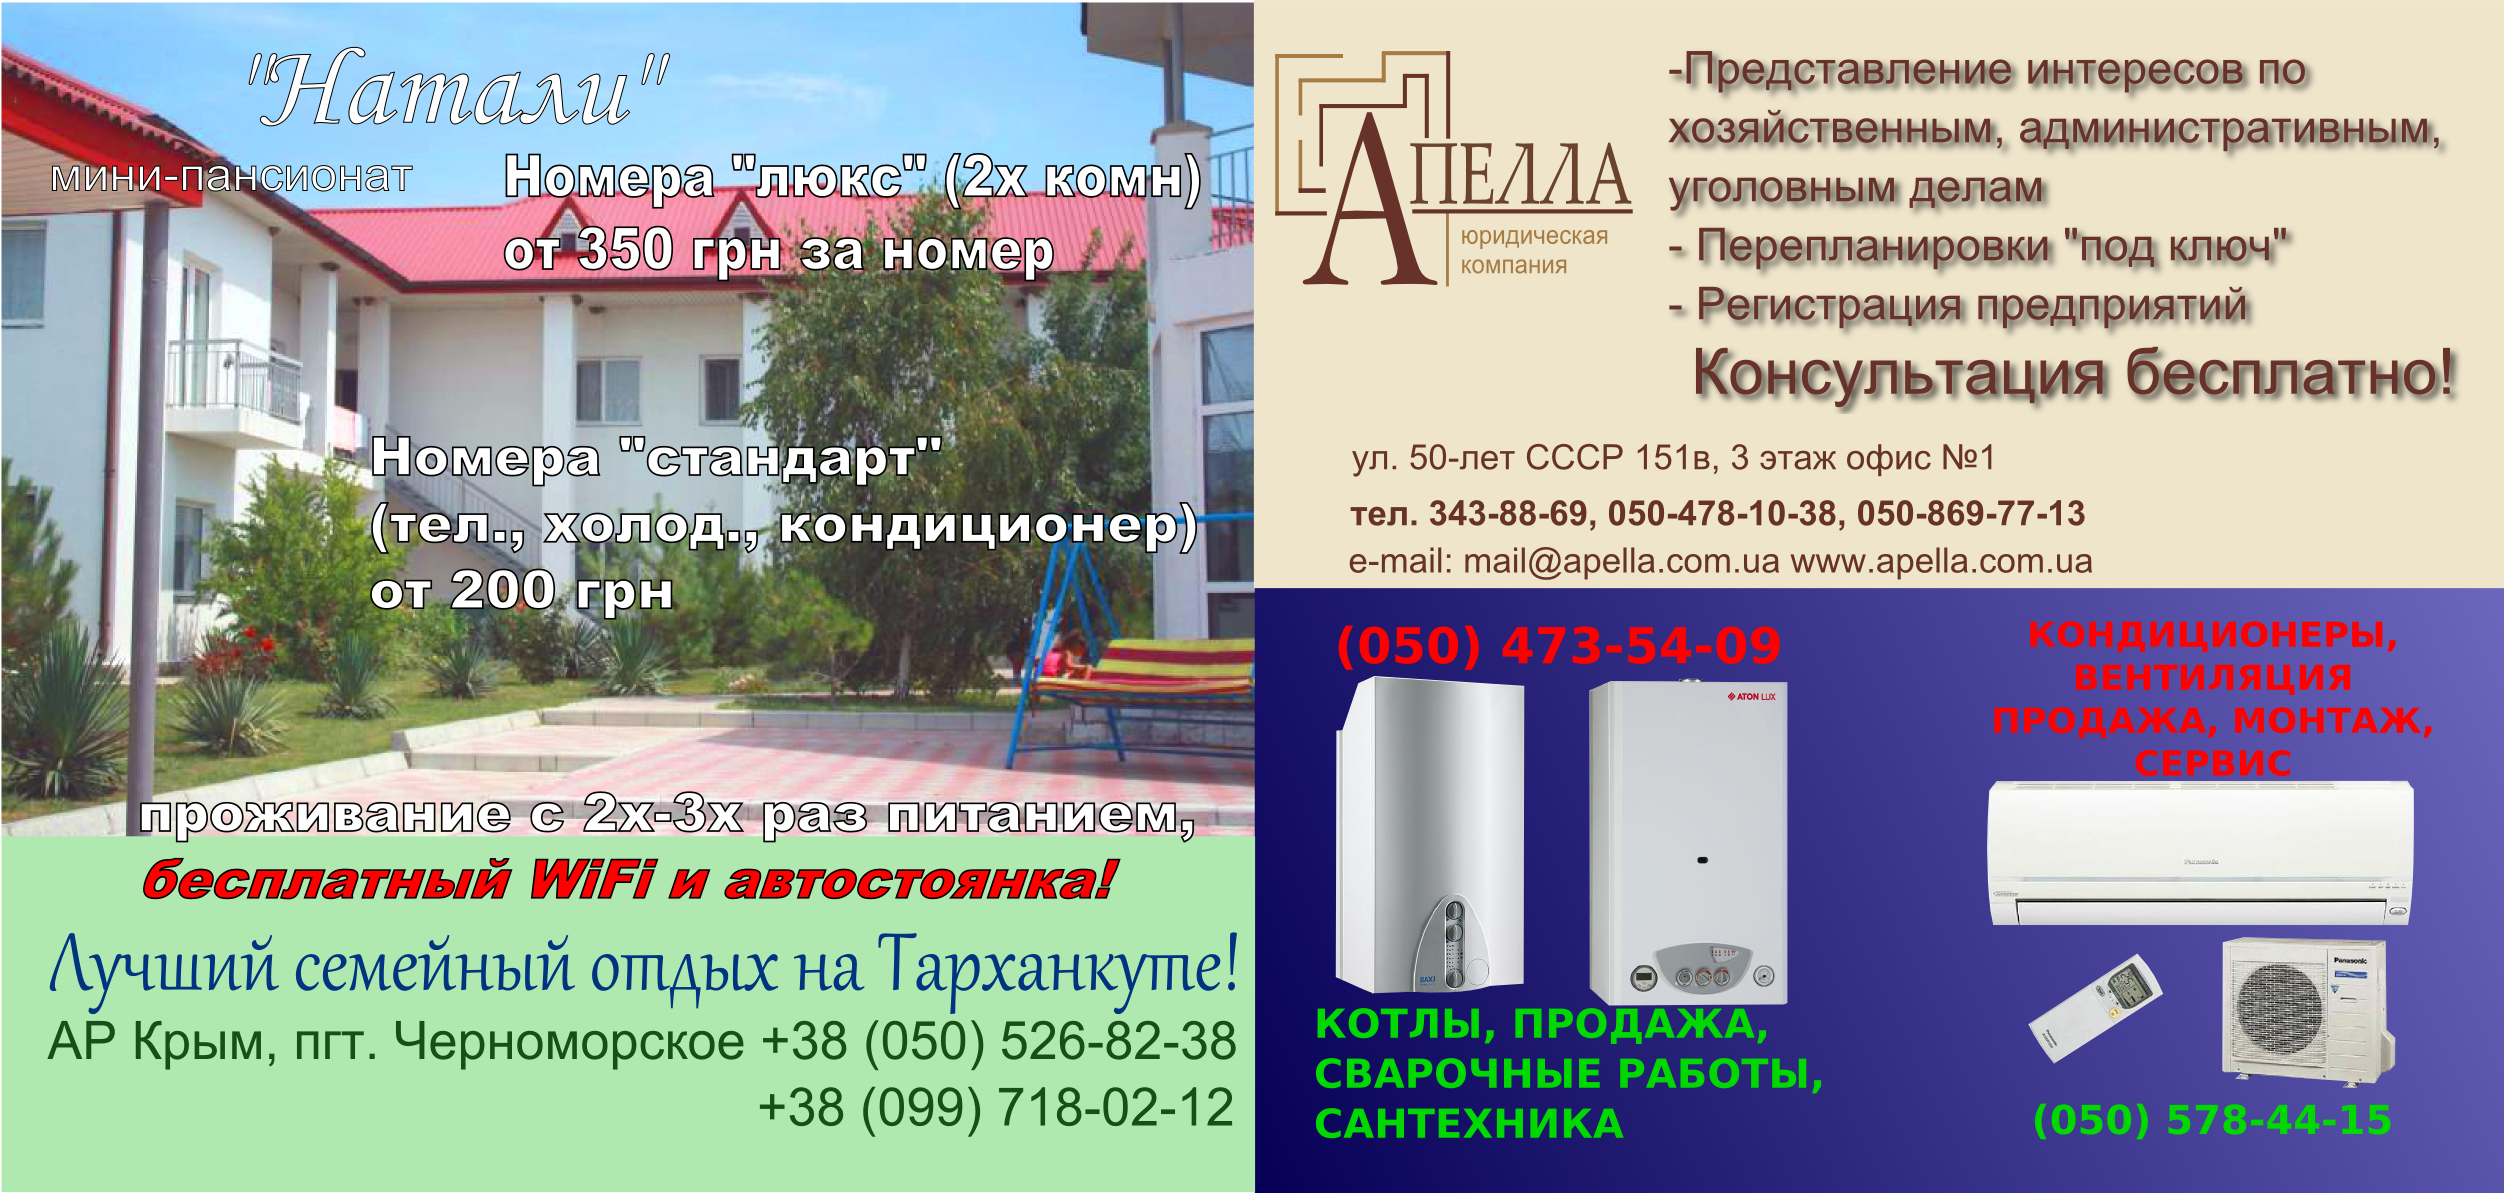 "Натали"
мини-пансионат
Номера "люкс" (2х комн)
от 350 грн за номер
Номера "стандарт"
(тел., холод., кондиционер)
от 200 грн
проживание с 2х-3х раз питанием,
бесплатный WiFi и автостоянка!
Лучший семейный отдых на Тарханкуте!
АР Крым, пгт. Черноморское +38 (050) 526-82-38
+38 (099) 718-02-12
АПЕЛЛА
юридическая
компания
-Представление интересов по
хозяйственным, административным,
уголовным делам
- Перепланировки "под ключ"
- Регистрация предприятий
Консультация бесплатно!
ул. 50-лет СССР 151в, 3 этаж офис №1
тел. 343-88-69, 050-478-10-38, 050-869-77-13
e-mail: mail@apella.com.ua www.apella.com.ua
(050) 473-54-09
ATON LUX
BAXI
КОТЛЫ, ПРОДАЖА,
СВАРОЧНЫЕ РАБОТЫ,
САНТЕХНИКА
КОНДИЦИОНЕРЫ,
ВЕНТИЛЯЦИЯ
ПРОДАЖА, МОНТАЖ,
СЕРВИС
Panasonic
Panasonic
(050) 578-44-15